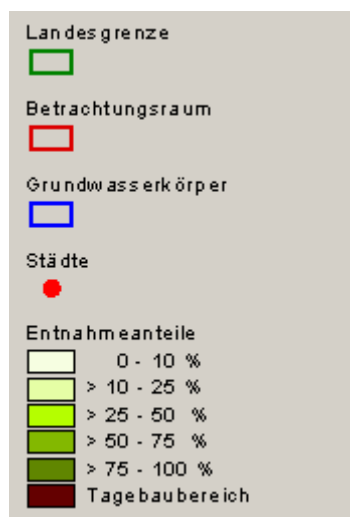 Landesgrenze
Betrachtungsraum
Grundwasserkörper
Städte
Entnahmeanteile
0 - 10 %
> 10 - 25 %
> 25 - 50 %
> 50 - 75 %
> 75 - 100 %
Tagebaubereich